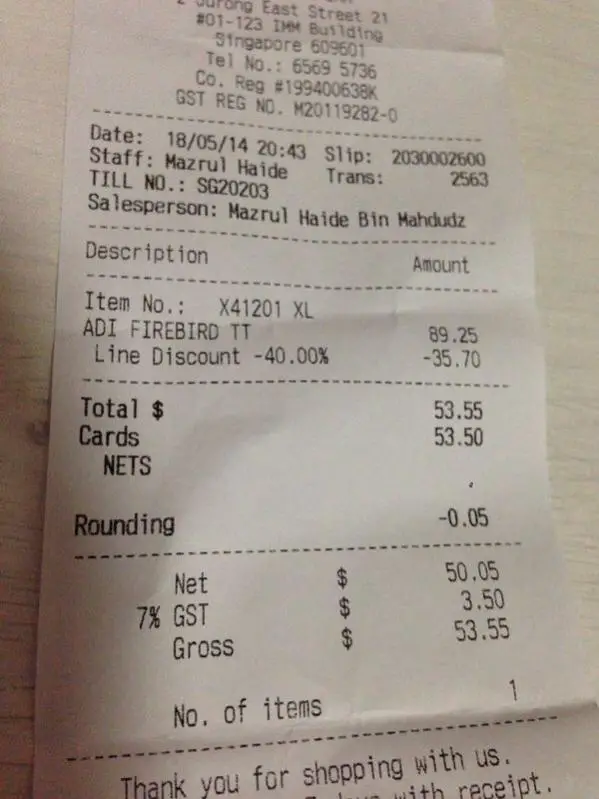 2 Jurong East Street 21
#01-123 IMM Building
Singapore 609601
Tel No.: 6569 5736
Co. Reg #199400638K
GST REG NO. M20119282-0
Date: 18/05/14 20:43 Slip: 2030002600
Staff: Mazrul Haide Trans: 2563
TILL NO.: SG20203
Salesperson: Mazrul Haide Bin Mahdudz
Description Amount
Item No.: X41201 XL
ADI FIREBIRD TT 89.25
Line Discount -40.00% -35.70
Total $ 53.55
Cards 53.50
NETS
Rounding -0.05
Net $ 50.05
7% GST $ 3.50
Gross $ 53.55
No. of items 1
Thank you for shopping with us.
with receipt.